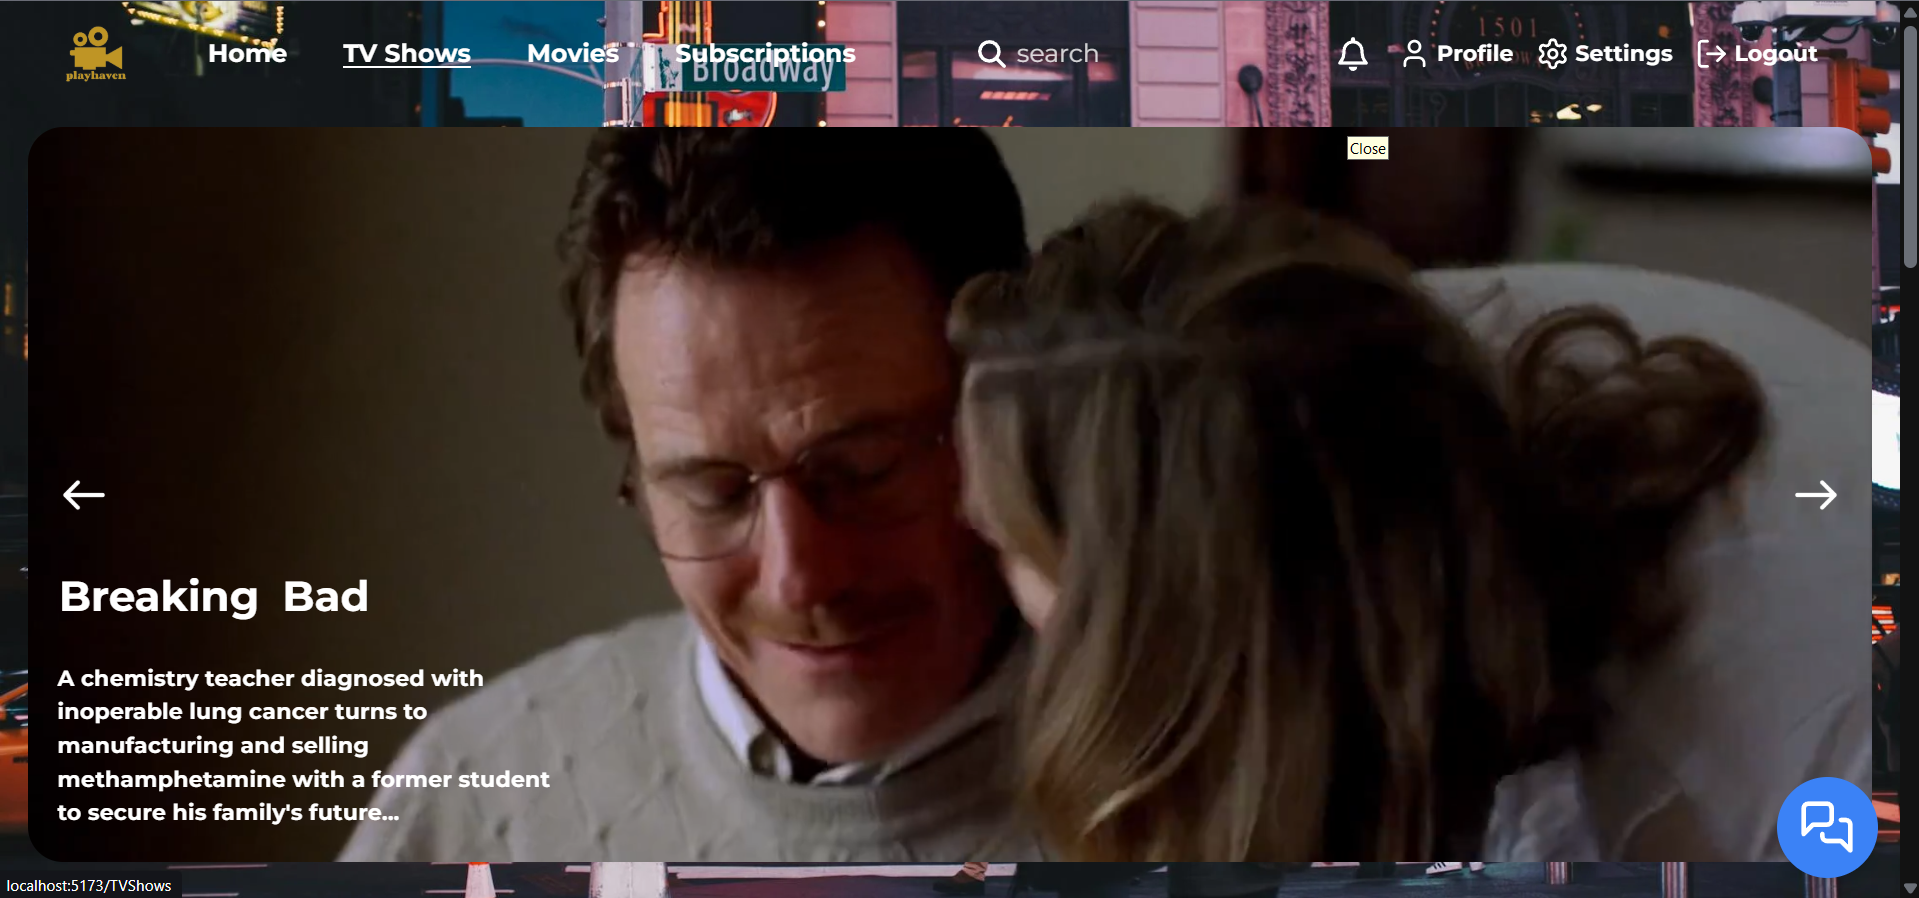 playhaven
Home
TV Shows
Movies
Subscriptions
search
Profile
Settings
Logout
Broadway
1501
Close
Breaking Bad
A chemistry teacher diagnosed with
inoperable lung cancer turns to
manufacturing and selling
methamphetamine with a former student
to secure his family's future...
localhost:5173/TVShows